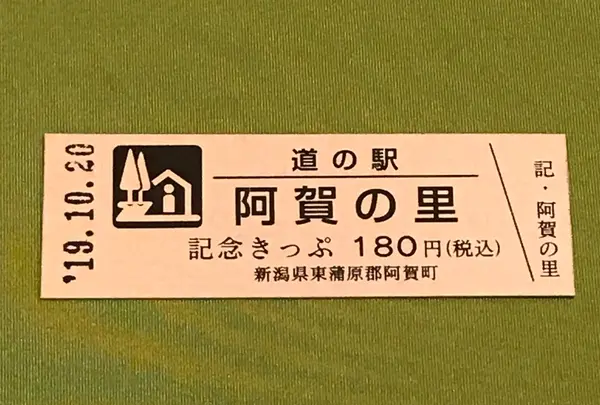 '19.10.20
道の駅
阿賀の里
記念きっぷ 180円(税込)
新潟県東蒲原郡阿賀町
記・阿賀の里